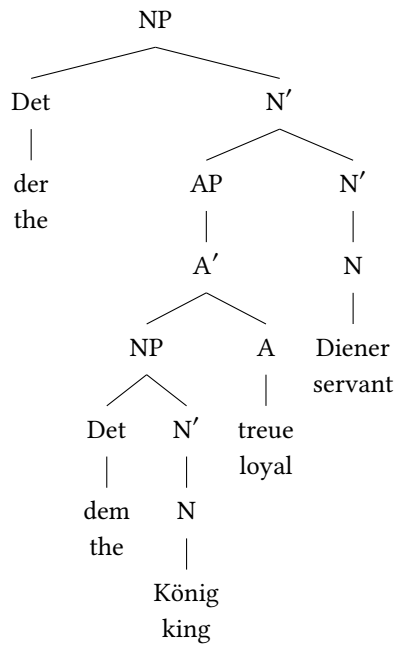 NP
Det N′
der AP N′
the
A′ N
NP A Diener
servant
Det N′ treue
loyal
dem N
the
König
king